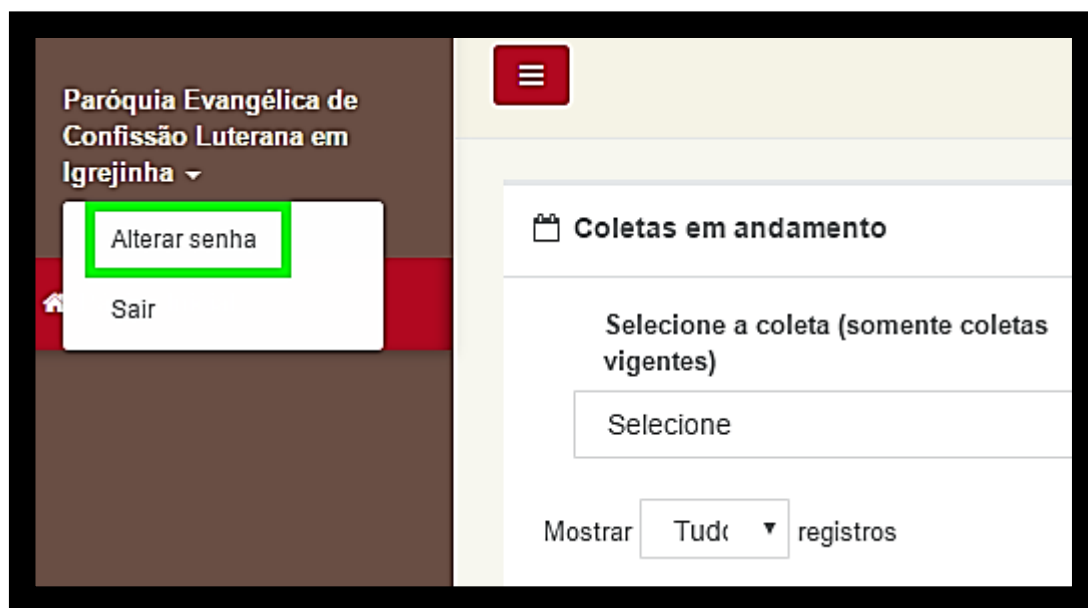 Paróquia Evangélica de
Confissão Luterana em
Igrejinha
Alterar senha
Sair
Coletas em andamento
Selecione a coleta (somente coletas
vigentes)
Selecione
Mostrar Tudo registros